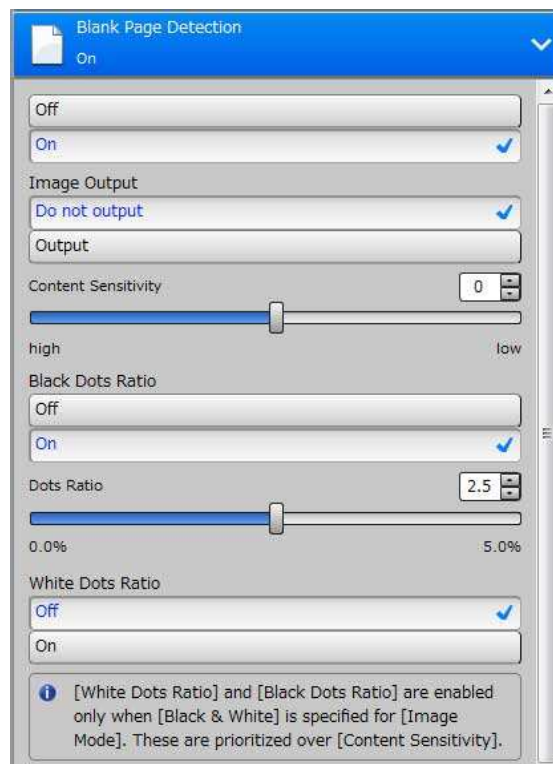 Blank Page Detection
On
Off
On
Image Output
Do not output
Output
Content Sensitivity 0
high low
Black Dots Ratio
Off
On
Dots Ratio 2.5
0.0% 5.0%
White Dots Ratio
Off
On
[White Dots Ratio] and [Black Dots Ratio] are enabled
only when [Black & White] is specified for [Image
Mode]. These are prioritized over [Content Sensitivity].